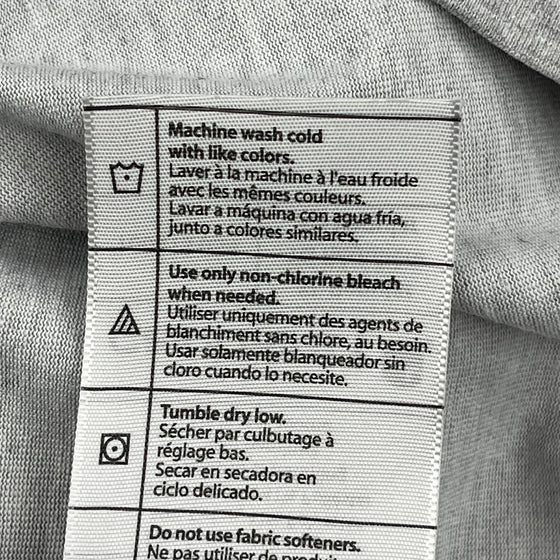 Machine wash cold
with like colors.
Laver à la machine à l'eau froide
avec les mêmes couleurs.
Lavar a máquina con agua fria,
junto a colores similares.
Use only non-chlorine bleach
when needed.
Utiliser uniquement des agents de
blanchiment sans chlore, au besoin.
Usar solamente blanqueador sin
cloro cuando lo necesite.
Tumble dry low.
Sécher par culbutage à
réglage bas.
Secar en secadora en
ciclo delicado.
Do not use fabric softeners.
Ne pas utiliser de produits